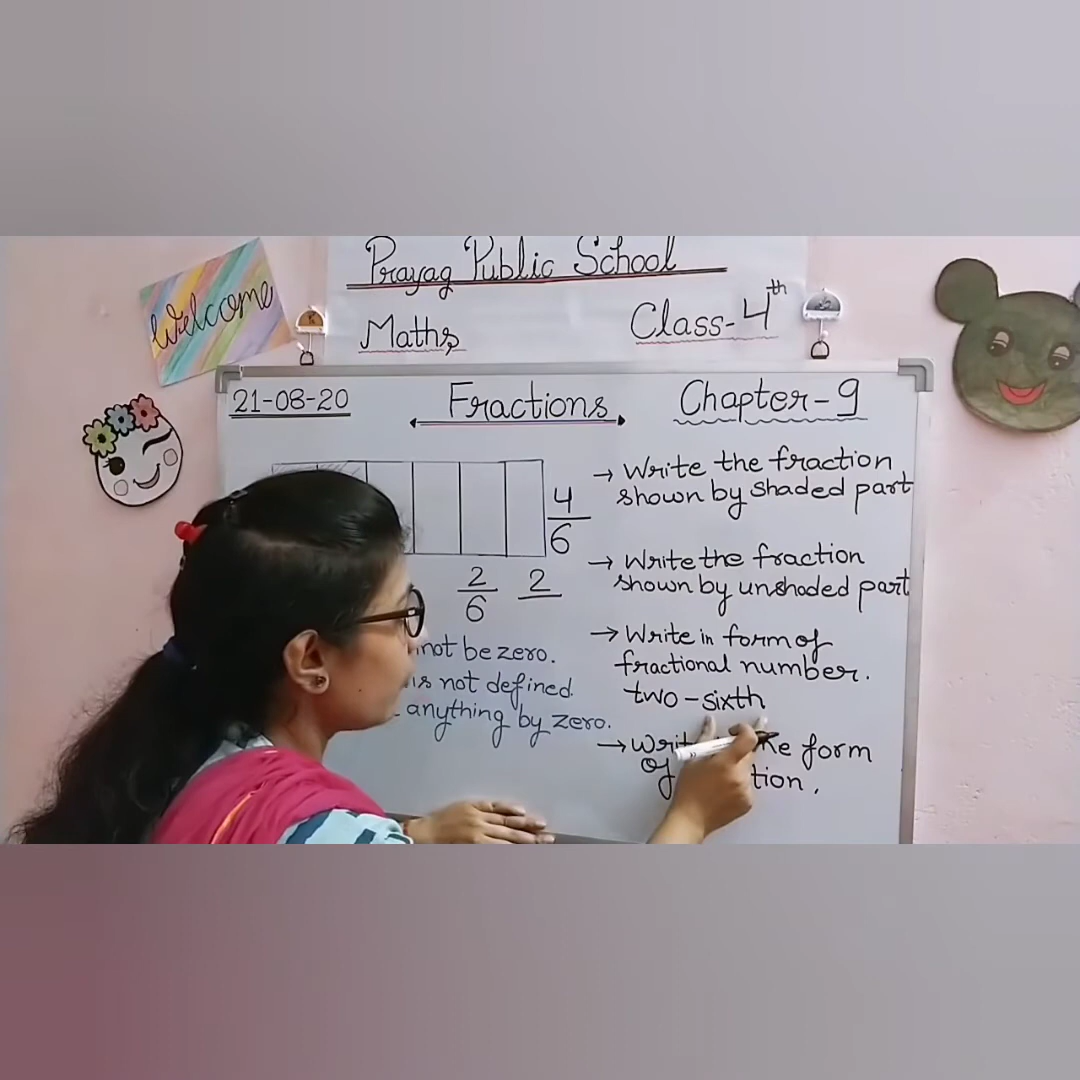 Prayag Public School
Welcome
Maths
Class-4th
21-08-20
Fractions
Chapter-9
→ Write the fraction
shown by shaded part
4
6
→ Write the fraction
shown by unshaded part
2
6
2
→ Write in form of
fractional number.
two-sixth
not be zero.
is not defined.
anything by zero.
→ form
of